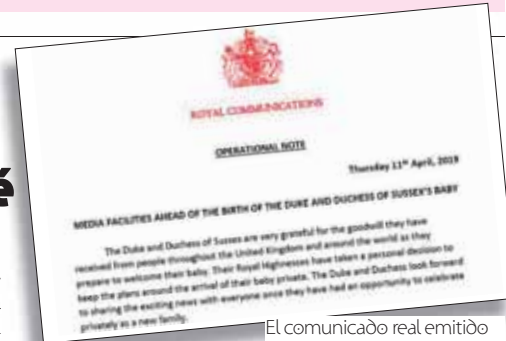 ROYAL COMMUNICATIONS
OPERATIONAL NOTE
Thursday 11th April, 2019
MEDIA FACILITIES AHEAD OF THE BIRTH OF THE DUKE AND DUCHESS OF SUSSEX'S BABY
The Duke and Duchess of Sussex are very grateful for the goodwill they have
received from people throughout the United Kingdom and around the world as they
prepare to welcome their baby. Their Royal Highnesses have taken a personal decision to
keep the plans around the arrival of their baby private. The Duke and Duchess look forward
to sharing the exciting news with everyone once they have had an opportunity to celebrate
privately as a new family.
é
El comunicado real emitido